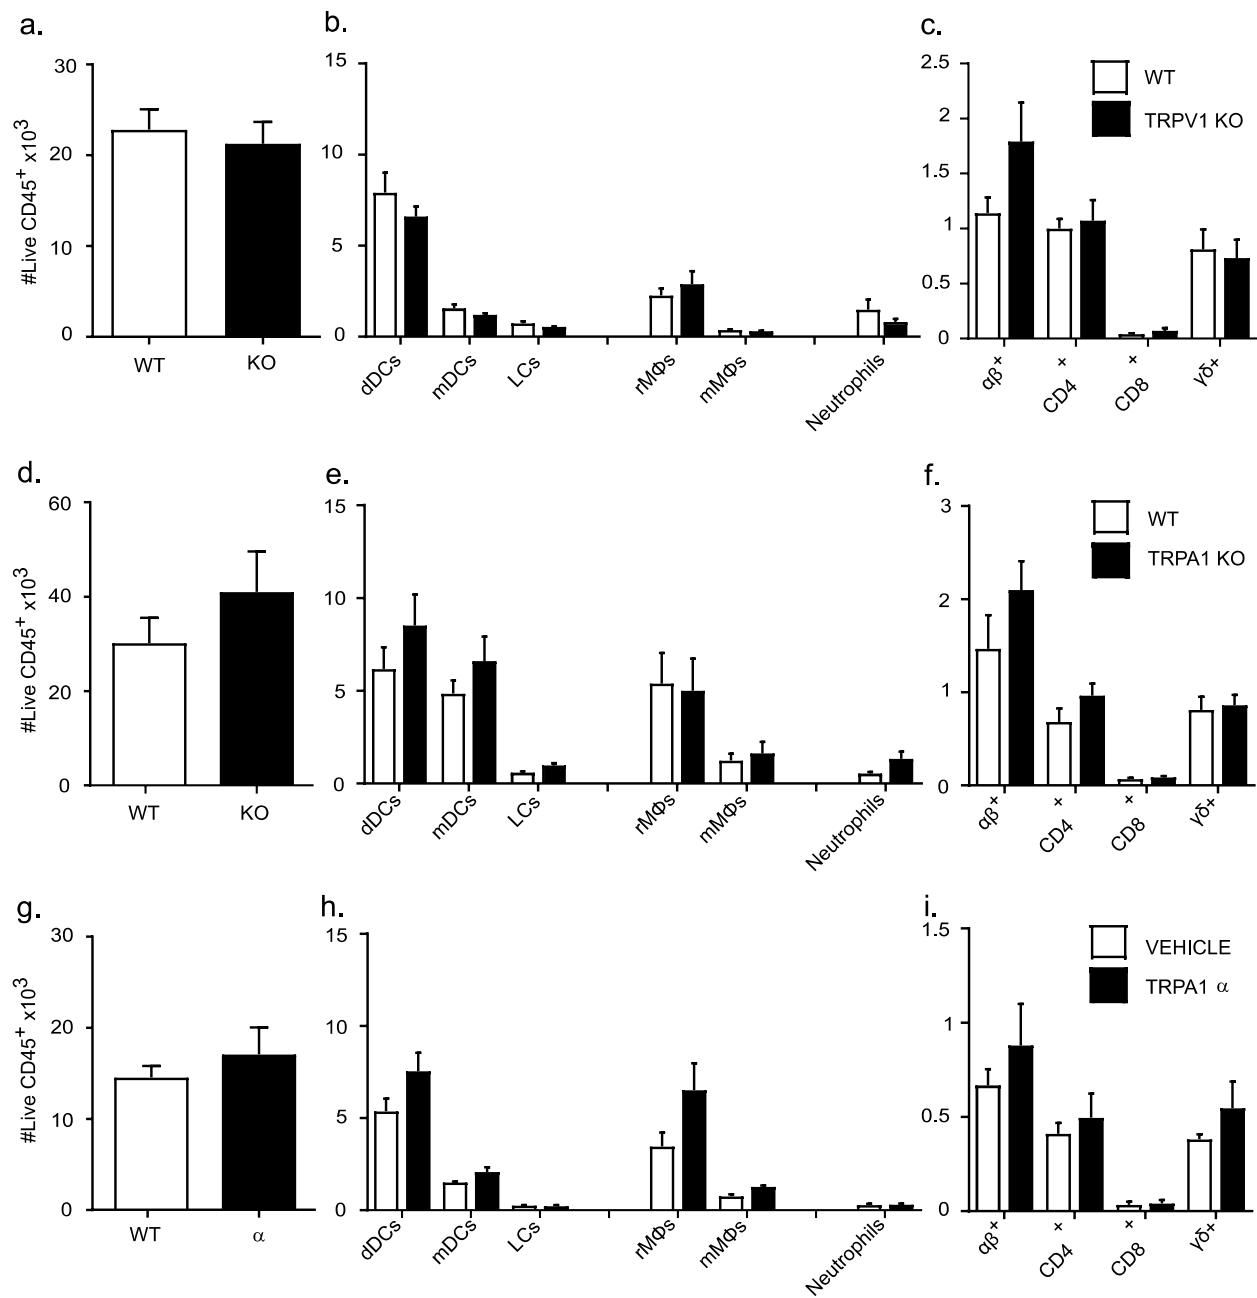 a.
#Live CD45+ x103
30
20
10
0
WT
KO
b.
15
10
5
0
dDCs
mDCs
LCs
rMΦs
mMΦs
Neutrophils
c.
2.5
2
1.5
1
0.5
0
αβ+
CD4+
CD8+
γδ+
WT
TRPV1 KO
d.
#Live CD45+ x103
60
40
20
0
WT
KO
e.
15
10
5
0
dDCs
mDCs
LCs
rMΦs
mMΦs
Neutrophils
f.
3
2
1
0
αβ+
CD4+
CD8+
γδ+
WT
TRPA1 KO
g.
#Live CD45+ x103
30
20
10
0
WT
α
h.
15
10
5
0
dDCs
mDCs
LCs
rMΦs
mMΦs
Neutrophils
i.
1.5
1
0.5
0
αβ+
CD4+
CD8+
γδ+
VEHICLE
TRPA1 α